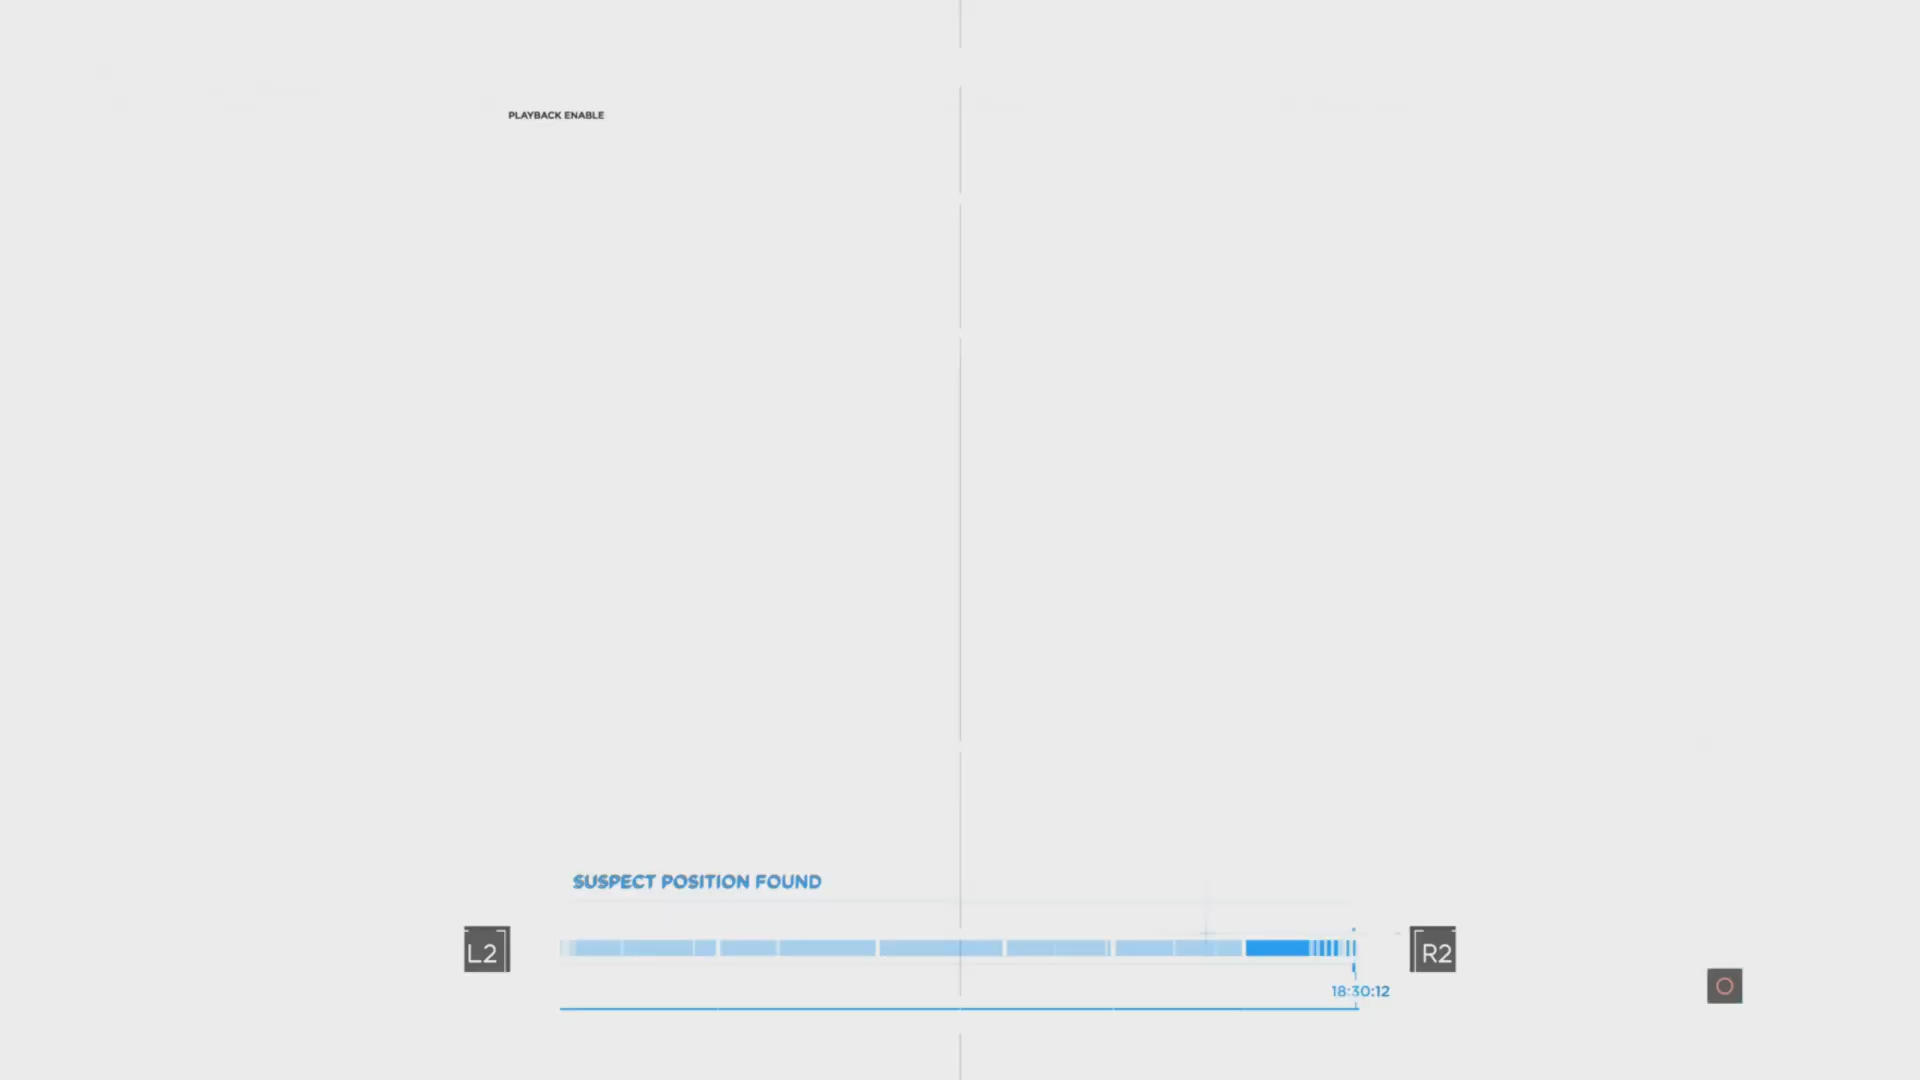 PLAYBACK ENABLE
SUSPECT POSITION FOUND
L2
R2
18:30:12